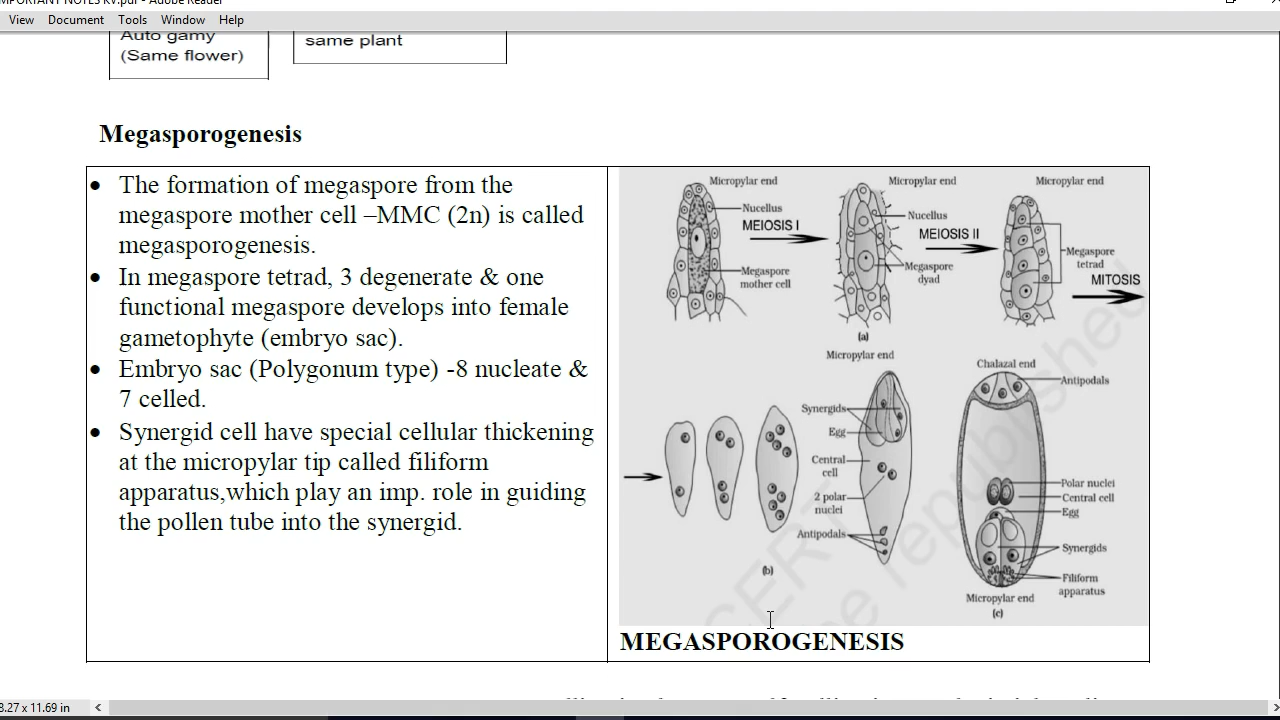 View Document Tools Window Help
Auto gamy
(Same flower)
same plant
Megasporogenesis
• The formation of megaspore from the
megaspore mother cell –MMC (2n) is called
megasporogenesis.
• In megaspore tetrad, 3 degenerate & one
functional megaspore develops into female
gametophyte (embryo sac).
• Embryo sac (Polygonum type) -8 nucleate &
7 celled.
• Synergid cell have special cellular thickening
at the micropylar tip called filiform
apparatus,which play an imp. role in guiding
the pollen tube into the synergid.
Micropylar end
Nucellus
MEIOSIS I
Megaspore
mother cell
Micropylar end
Nucellus
MEIOSIS II
Megaspore
dyad
Micropylar end
Megaspore
tetrad
MITOSIS
(a)
Micropylar end
Synergids
Egg
Central
cell
2 polar
nuclei
Antipodals
(b)
Chalazal end
Antipodals
Polar nuclei
Central cell
Egg
Synergids
Filiform
apparatus
Micropylar end
(c)
MEGASPOROGENESIS
8.27 x 11.69 in